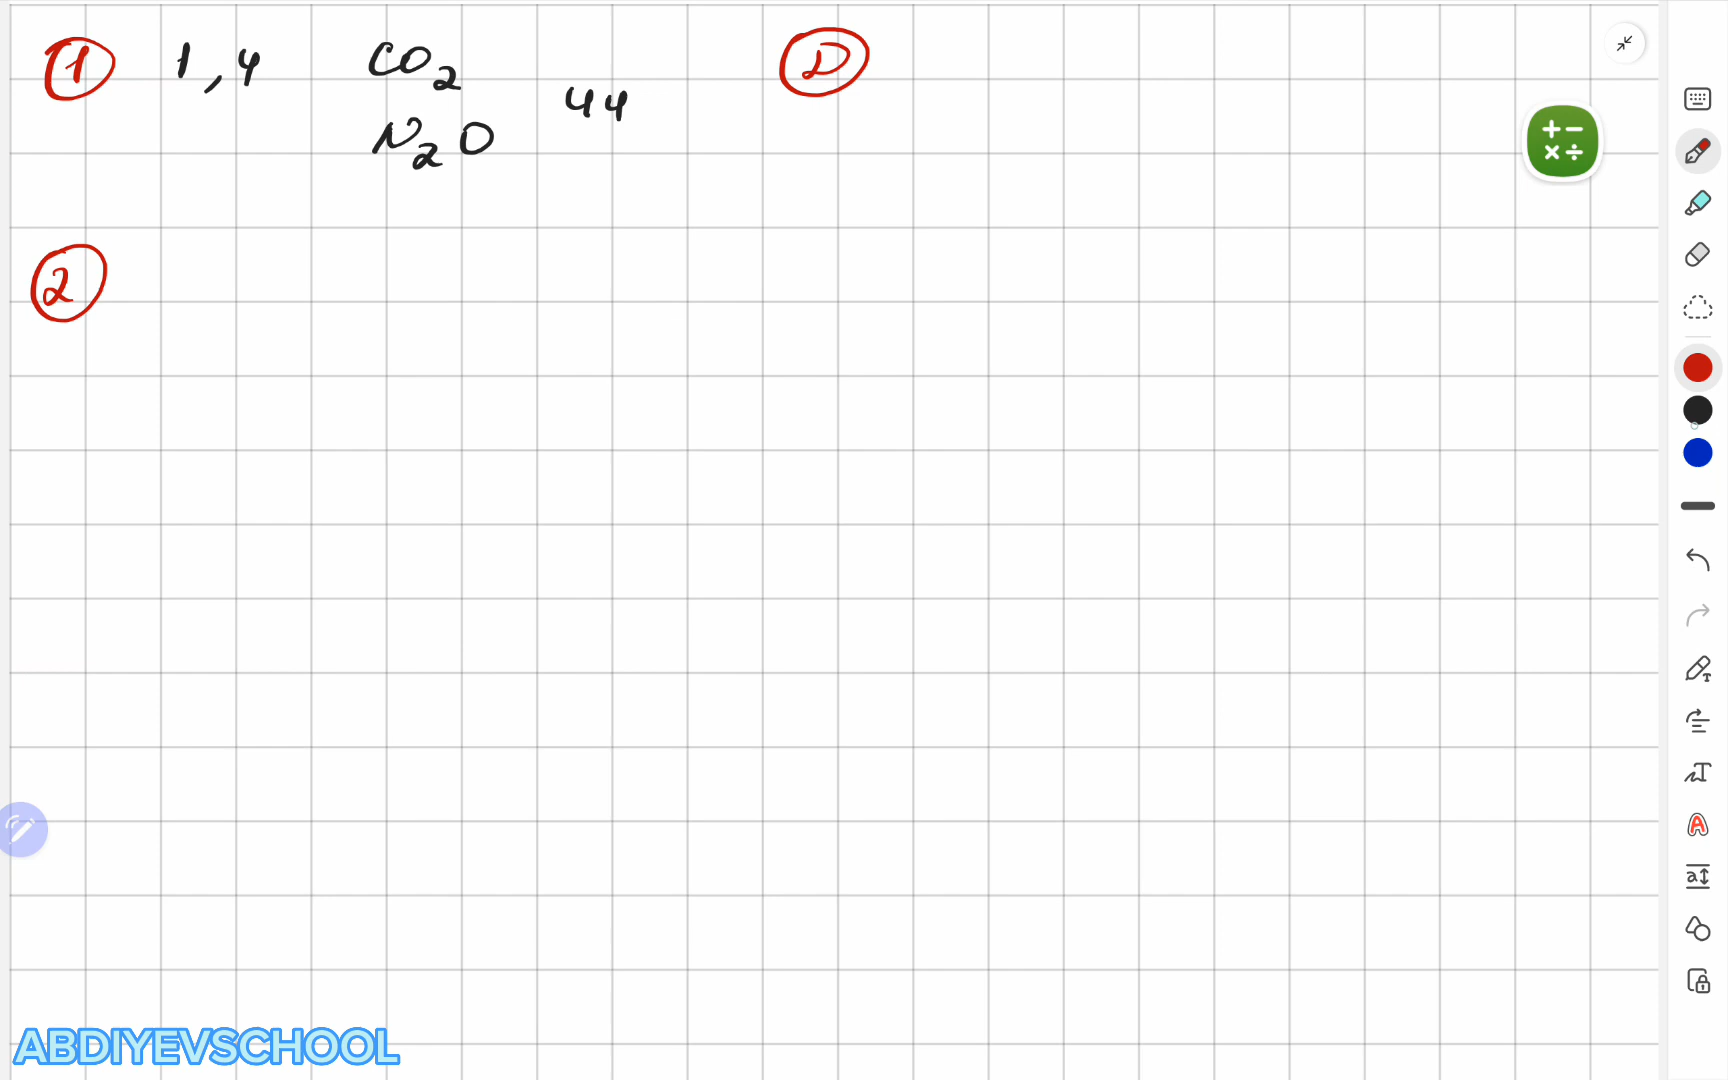 ① 1,4 CO₂ 44 D
N₂O
②
ABDIYEVSCHOOL